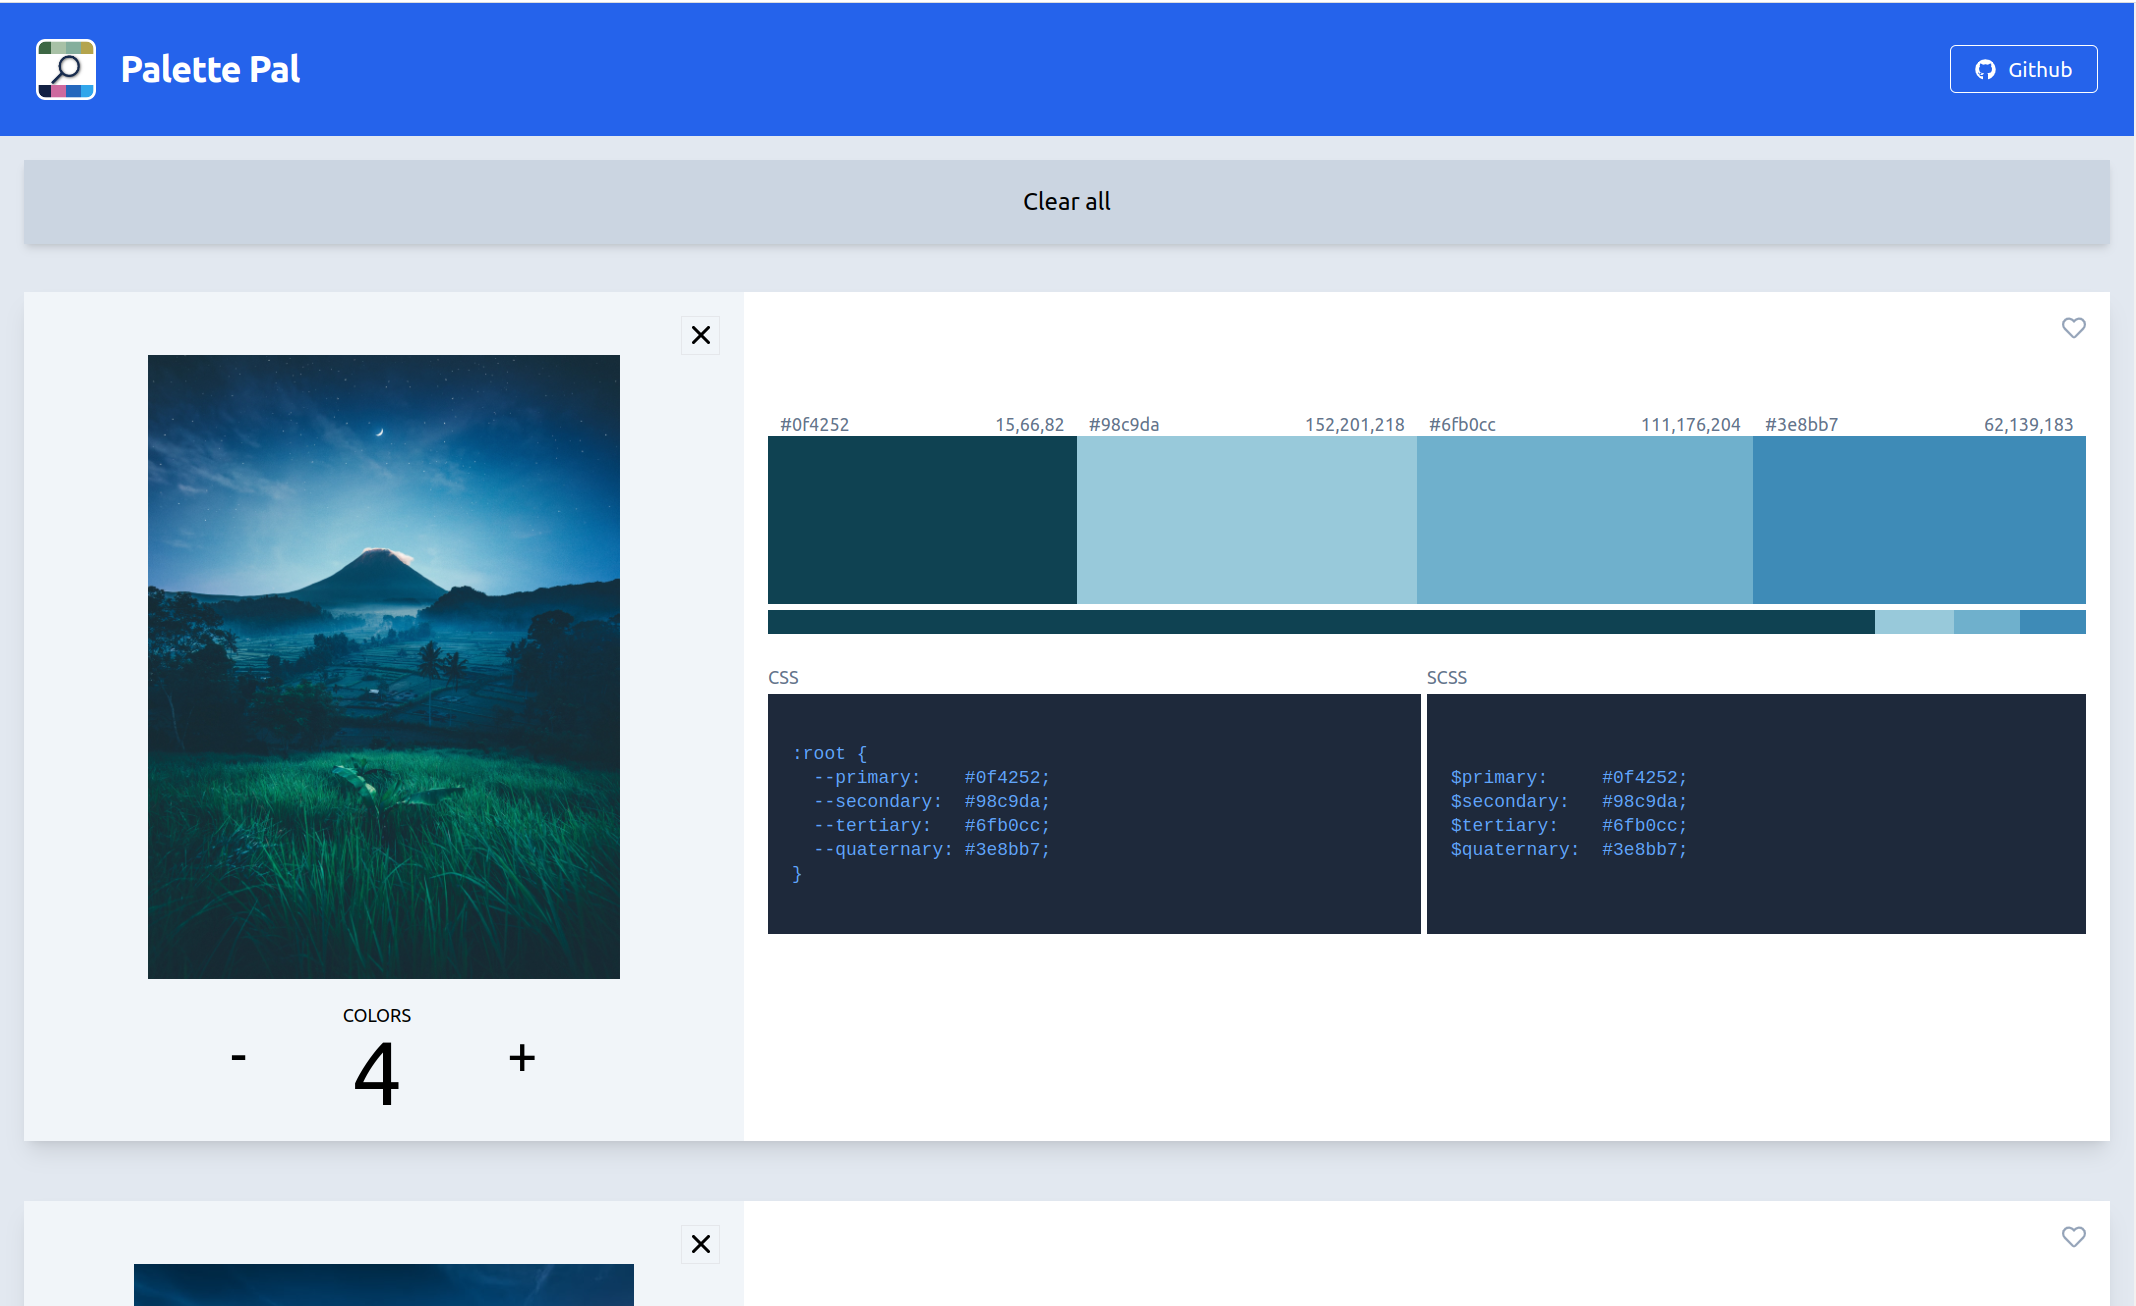 Palette Pal
Github
Clear all
#0f4252 15,66,82 #98c9da 152,201,218 #6fb0cc 111,176,204 #3e8bb7 62,139,183
CSS
:root {
--primary: #0f4252;
--secondary: #98c9da;
--tertiary: #6fb0cc;
--quaternary: #3e8bb7;
}
SCSS
$primary: #0f4252;
$secondary: #98c9da;
$tertiary: #6fb0cc;
$quaternary: #3e8bb7;
COLORS
- 4 +